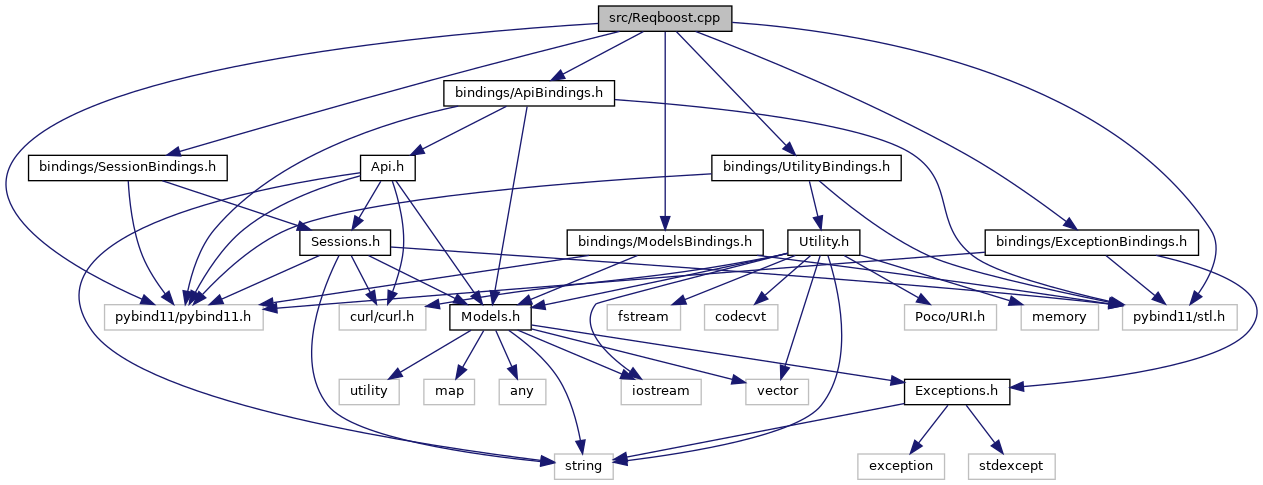 src/Reqboost.cpp
bindings/ApiBindings.h
bindings/SessionBindings.h
Api.h
bindings/UtilityBindings.h
Sessions.h
bindings/ModelsBindings.h
Utility.h
bindings/ExceptionBindings.h
pybind11/pybind11.h
curl/curl.h
Models.h
fstream
codecvt
Poco/URI.h
memory
pybind11/stl.h
utility
map
any
iostream
vector
Exceptions.h
string
exception
stdexcept